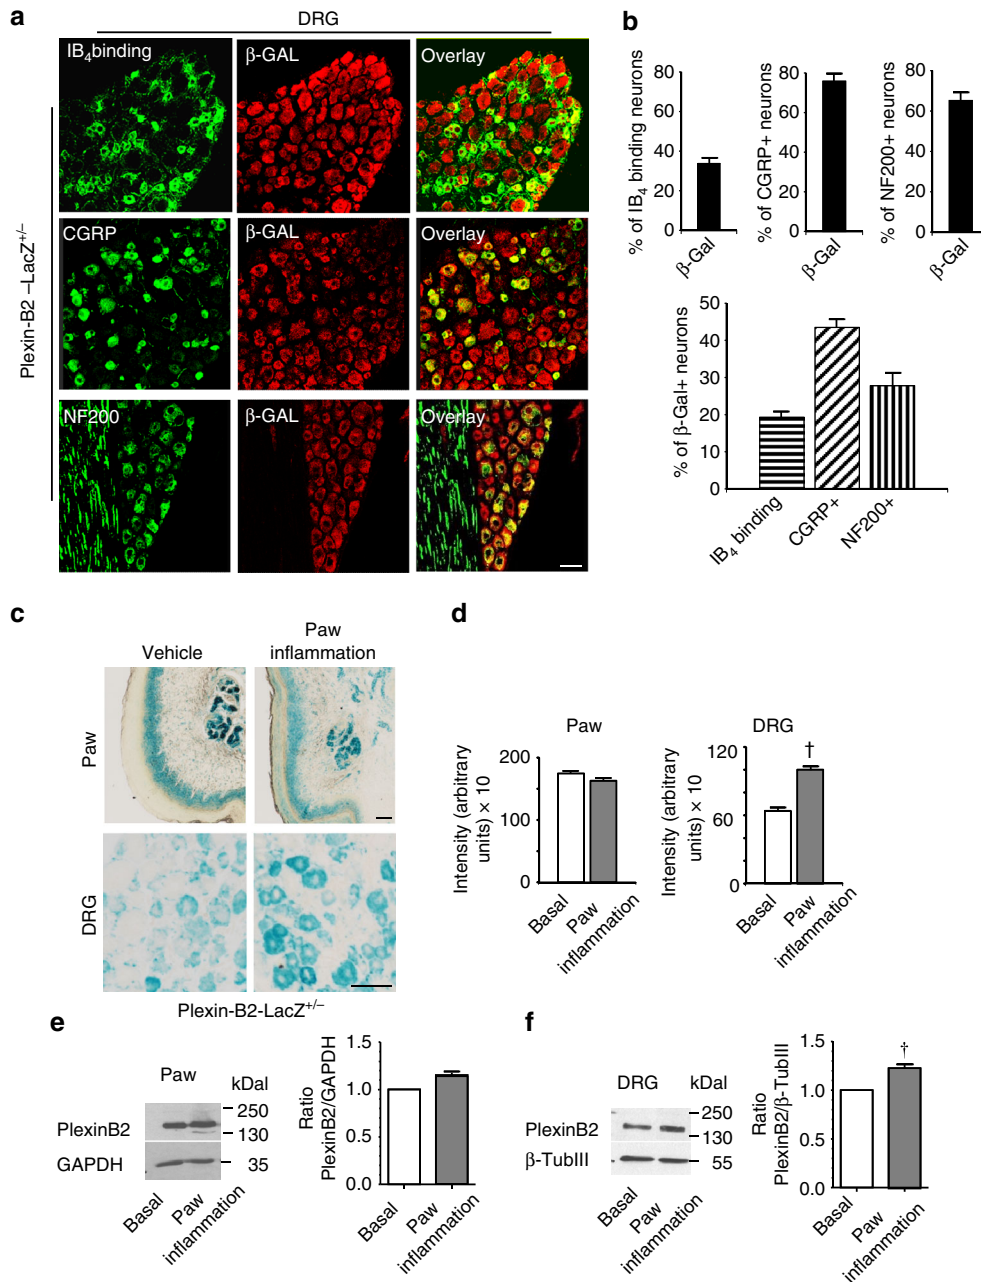 a
DRG
Plexin-B2 –LacZ+/–
IB4binding
β-GAL
Overlay
CGRP
β-GAL
Overlay
NF200
β-GAL
Overlay
b
% of IB4 binding neurons
80
60
40
20
0
β-Gal
% of CGRP+ neurons
80
60
40
20
0
β-Gal
% of NF200+ neurons
80
60
40
20
0
β-Gal
% of β-Gal+ neurons
50
40
30
20
10
0
IB4 binding
CGRP+
NF200+
c
Vehicle
Paw
inflammation
Paw
DRG
Plexin-B2-LacZ+/–
d
Paw
Intensity (arbitrary
units) × 10
200
100
0
Basal
Paw
inflammation
DRG
Intensity (arbitrary
units) × 10
120
60
0
†
Basal
Paw
inflammation
e
Paw
kDal
PlexinB2
250
130
GAPDH
35
Basal
Paw
inflammation
Ratio
PlexinB2/GAPDH
1.5
1.0
0.5
0.0
Basal
Paw
inflammation
f
DRG
kDal
PlexinB2
250
130
β-TubIII
55
Basal
Paw
inflammation
Ratio
PlexinB2/β-TubIII
1.5
1.0
0.5
0.0
†
Basal
Paw
inflammation